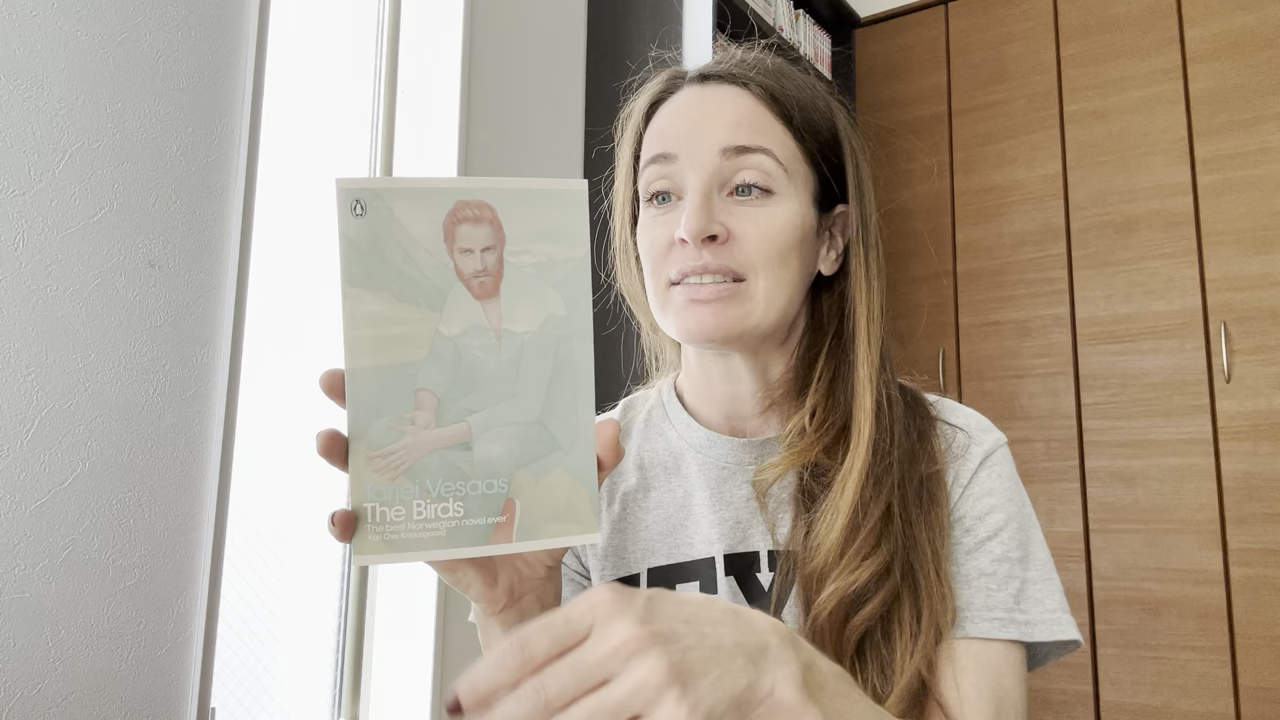 Tarjei Vesaas
The Birds
'The best Norwegian novel ever'
Karl Ove Knausgaard